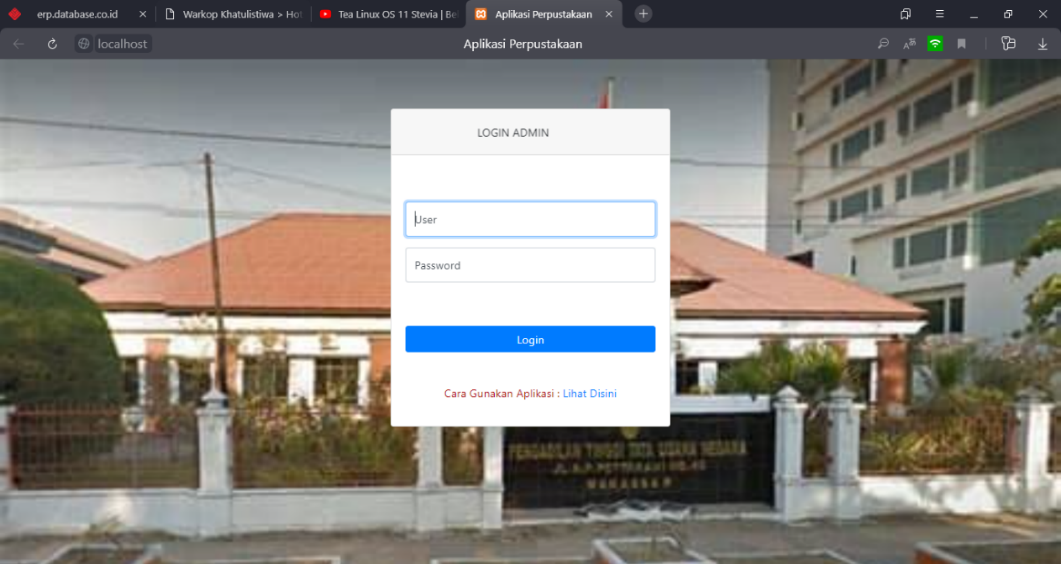 erp.database.co.id
Warkop Khatulistiwa > Hot
Tea Linux OS 11 Stevia | Be
Aplikasi Perpustakaan
localhost
Aplikasi Perpustakaan
LOGIN ADMIN
User
Password
Login
Cara Gunakan Aplikasi : Lihat Disini
PENGADILAN TINGGI TATA USAHA NEGARA
JL. A.P. PETTARANI NO.45
MAKASSAR